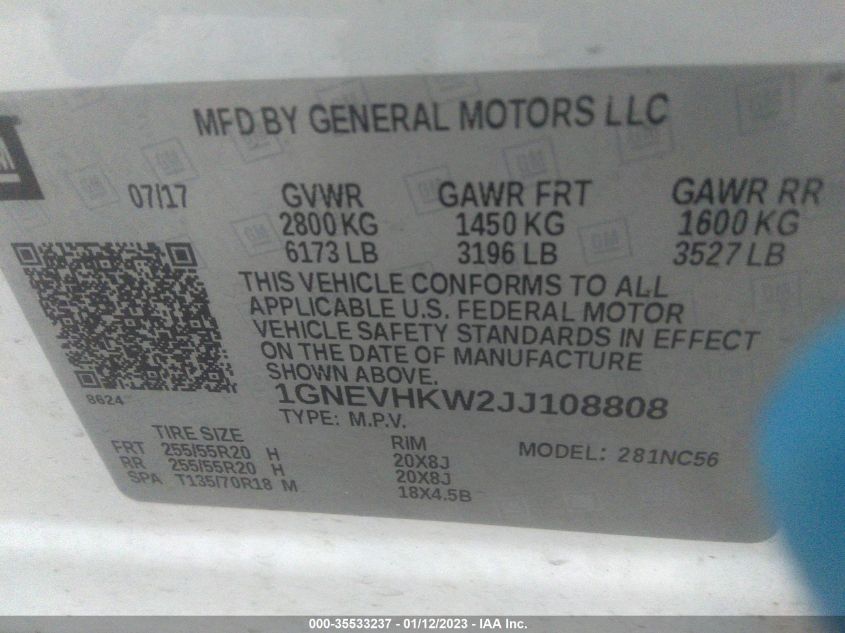 MFD BY GENERAL MOTORS LLC
07/17 GVWR GAWR FRT GAWR RR
2800 KG 1450 KG 1600 KG
6173 LB 3196 LB 3527 LB
THIS VEHICLE CONFORMS TO ALL
APPLICABLE U.S. FEDERAL MOTOR
VEHICLE SAFETY STANDARDS IN EFFECT
ON THE DATE OF MANUFACTURE
SHOWN ABOVE.
8624
1GNEVHKW2JJ108808
TYPE: M.P.V.
TIRE SIZE RIM MODEL: 281NC56
FRT 255/55R20 H 20X8J
RR 255/55R20 H 20X8J
SPA T135/70R18 M 18X4.5B
000-35533237 - 01/12/2023 - IAA Inc.